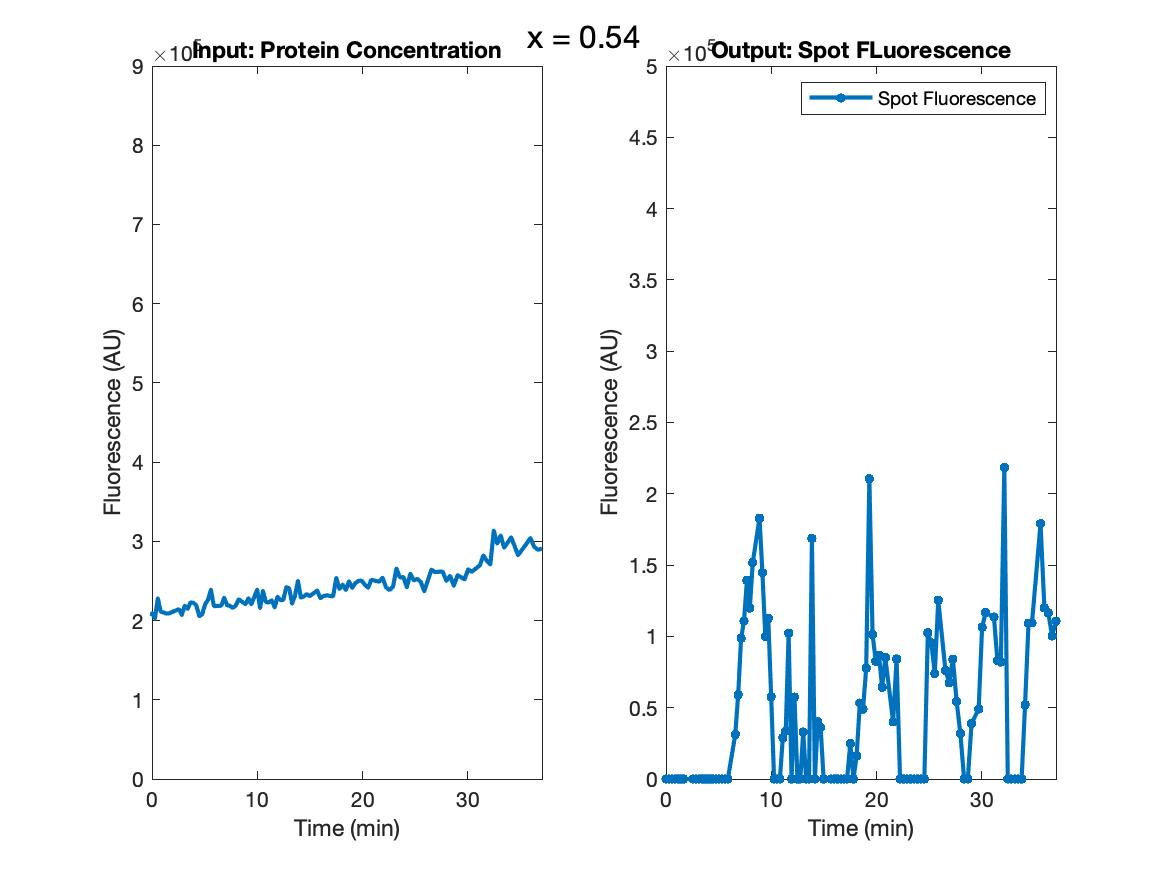 x = 0.54
×10⁵
Input: Protein Concentration
9
8
7
6
5
4
3
2
1
0
Fluorescence (AU)
0 10 20 30
Time (min)
×10⁵
Output: Spot FLuorescence
Spot Fluorescence
5
4.5
4
3.5
3
2.5
2
1.5
1
0.5
0
Fluorescence (AU)
0 10 20 30
Time (min)